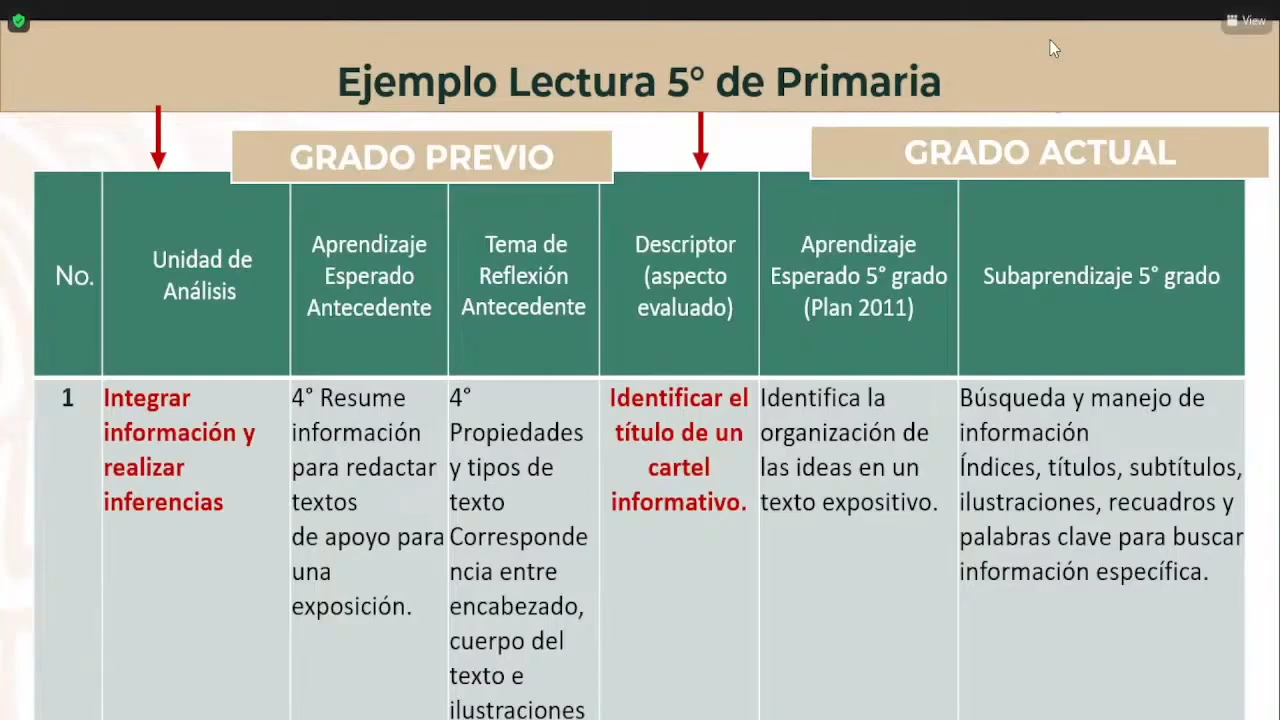 View
Ejemplo Lectura 5° de Primaria
GRADO PREVIO
GRADO ACTUAL
No.
Unidad de
Análisis
Aprendizaje
Esperado
Antecedente
Tema de
Reflexión
Antecedente
Descriptor
(aspecto
evaluado)
Aprendizaje
Esperado 5° grado
(Plan 2011)
Subaprendizaje 5° grado
1
Integrar
información y
realizar
inferencias
4° Resume
información
para redactar
textos
de apoyo para
una
exposición.
4°
Propiedades
y tipos de
texto
Corresponde
ncia entre
encabezado,
cuerpo del
texto e
ilustraciones
Identificar el
título de un
cartel
informativo.
Identifica la
organización de
las ideas en un
texto expositivo.
Búsqueda y manejo de
información
Índices, títulos, subtítulos,
ilustraciones, recuadros y
palabras clave para buscar
información específica.